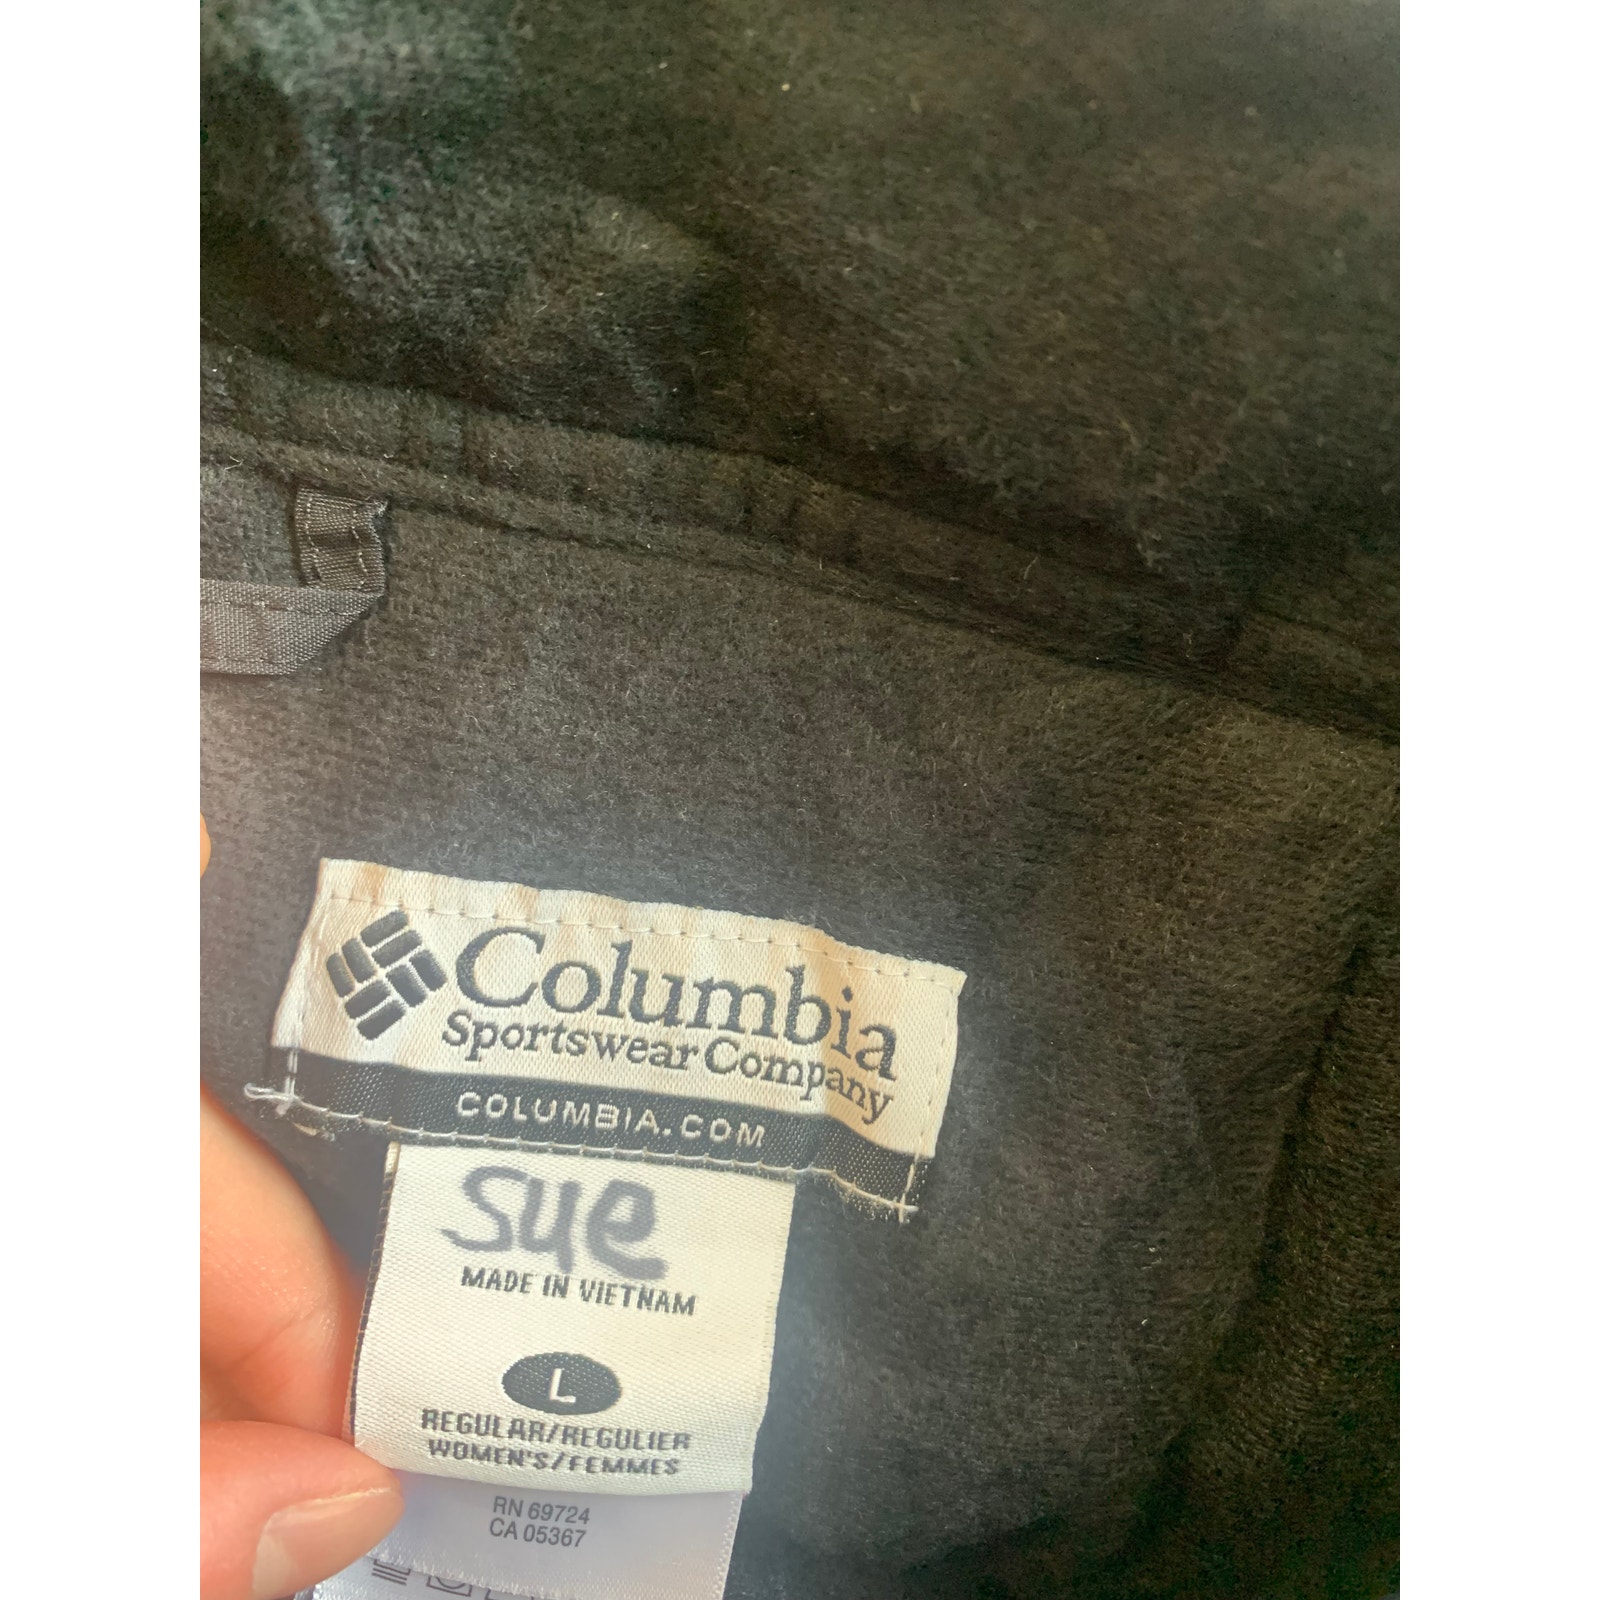 Columbia
Sportswear Company
COLUMBIA.COM
sue
MADE IN VIETNAM
L
REGULAR/REGULIER
WOMEN'S/FEMMES
RN 69724
CA 05367